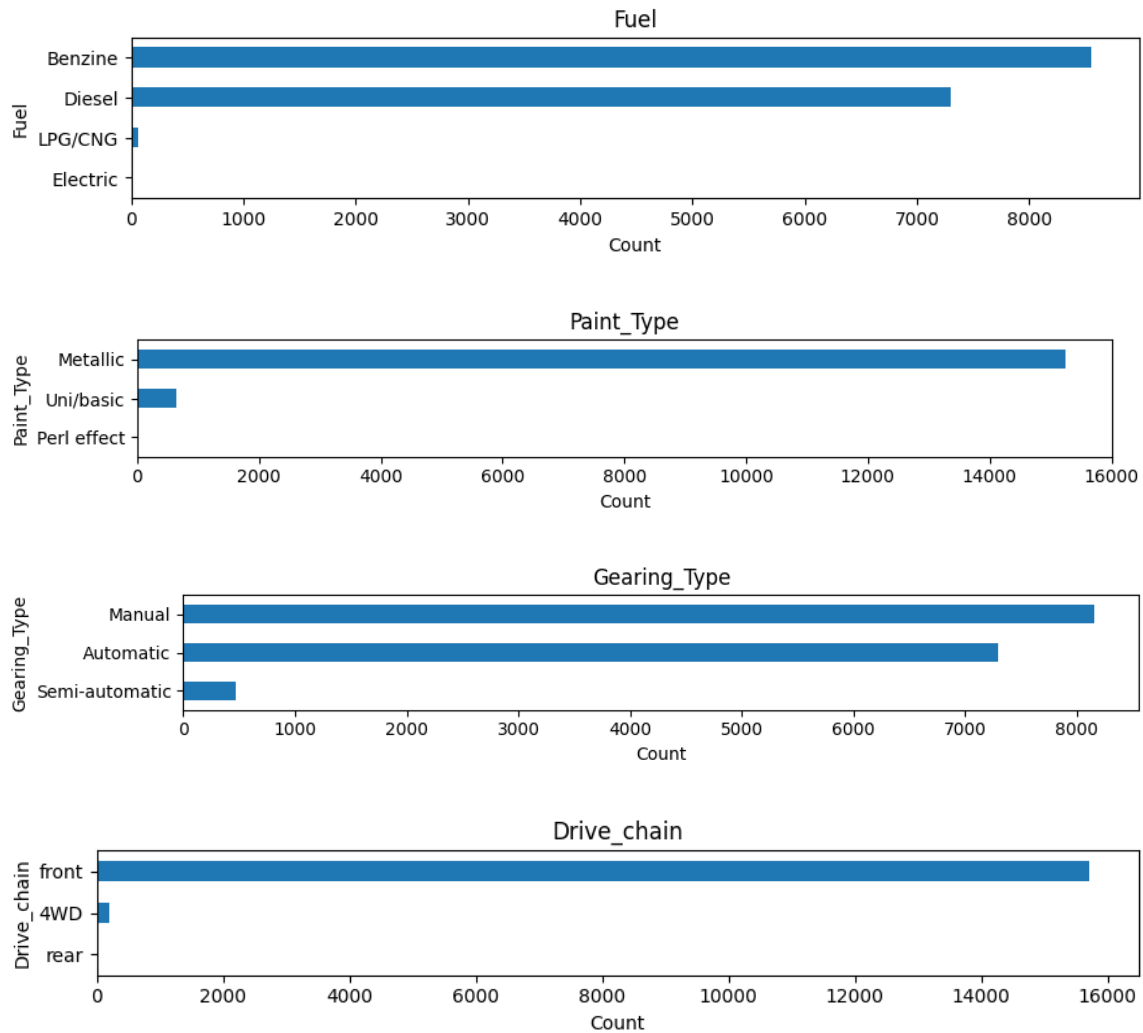 Fuel
Benzine
Diesel
LPG/CNG
Electric
Fuel
0 1000 2000 3000 4000 5000 6000 7000 8000
Count
Paint_Type
Metallic
Uni/basic
Perl effect
Paint_Type
0 2000 4000 6000 8000 10000 12000 14000 16000
Count
Gearing_Type
Manual
Automatic
Semi-automatic
Gearing_Type
0 1000 2000 3000 4000 5000 6000 7000 8000
Count
Drive_chain
front
4WD
rear
Drive_chain
0 2000 4000 6000 8000 10000 12000 14000 16000
Count